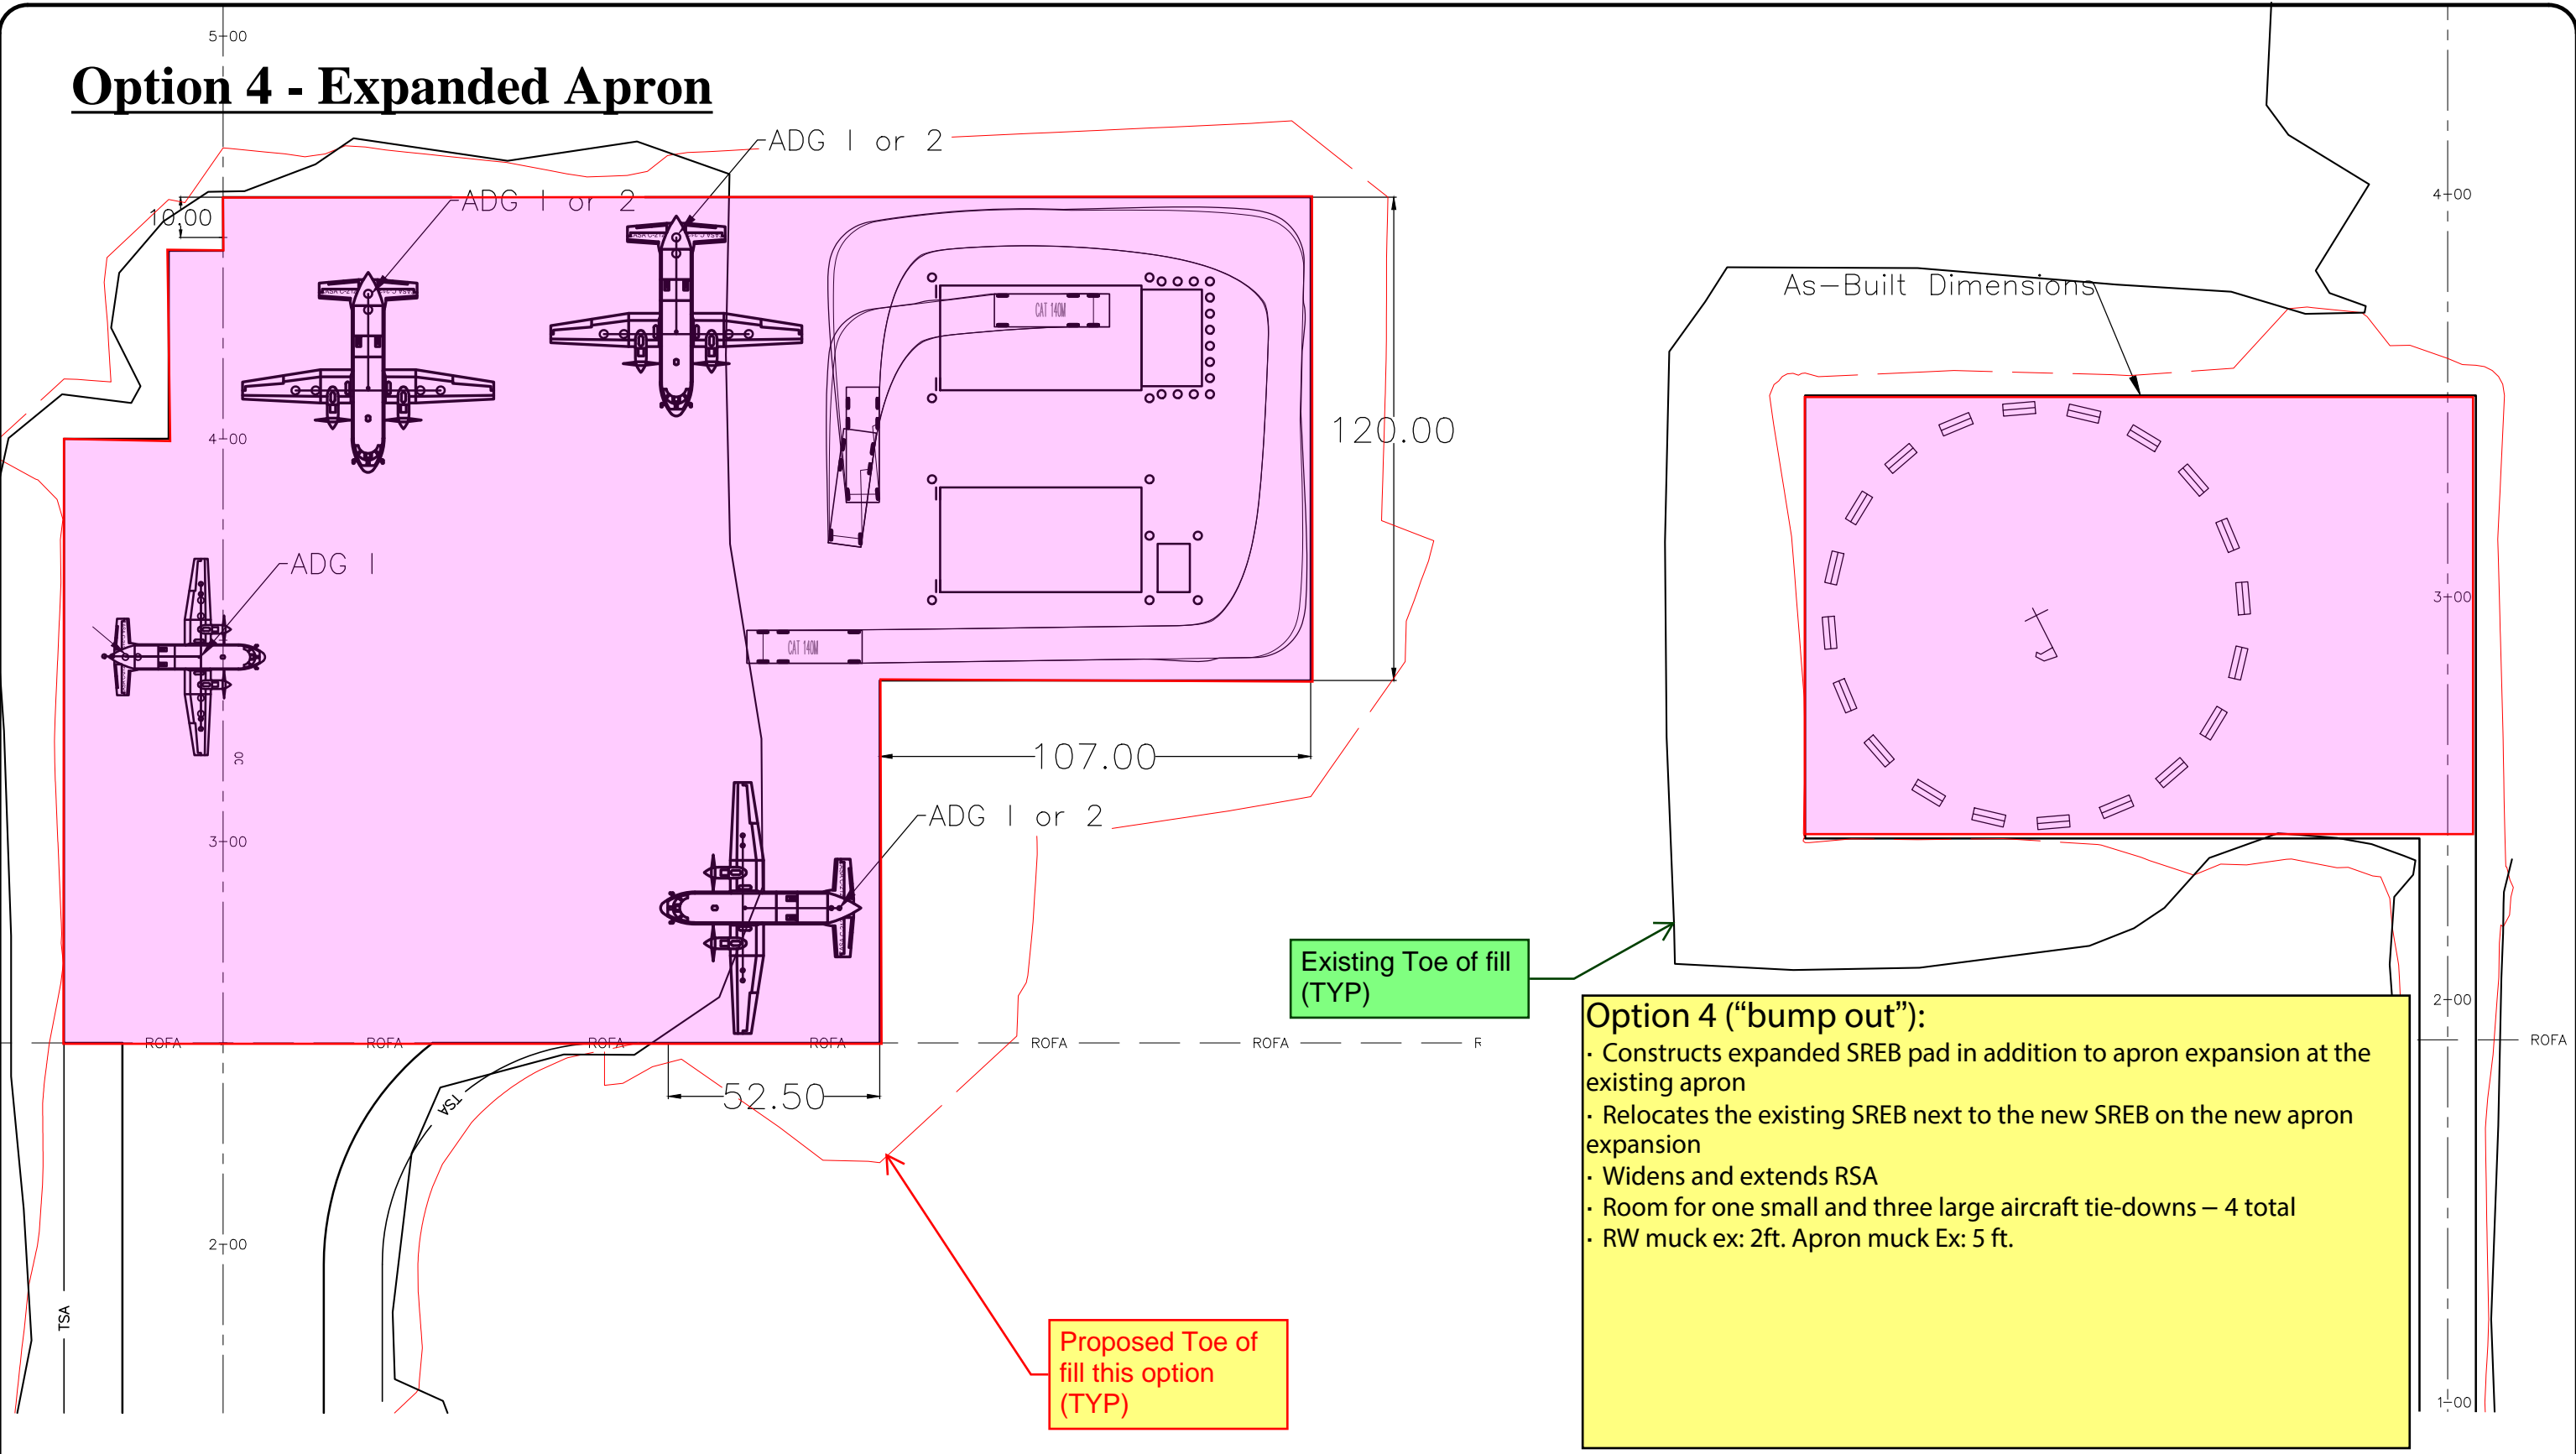 5+00
Option 4 - Expanded Apron
ADG I or 2
4+00
ADG I or 2
10.00
As-Built Dimensions
CAT 140M
120.00
4+00
ADG I
3+00
CAT 140M
107.00
ADG I or 2
3+00
Existing Toe of fill
(TYP)
2+00
ROFA
ROFA
ROFA
ROFA
ROFA
ROFA
R
ROFA
52.50
TSA
Option 4 (“bump out”):
· Constructs expanded SREB pad in addition to apron expansion at the
existing apron
· Relocates the existing SREB next to the new SREB on the new apron
expansion
· Widens and extends RSA
· Room for one small and three large aircraft tie-downs – 4 total
· RW muck ex: 2ft. Apron muck Ex: 5 ft.
2+00
TSA
Proposed Toe of
fill this option
(TYP)
1+00